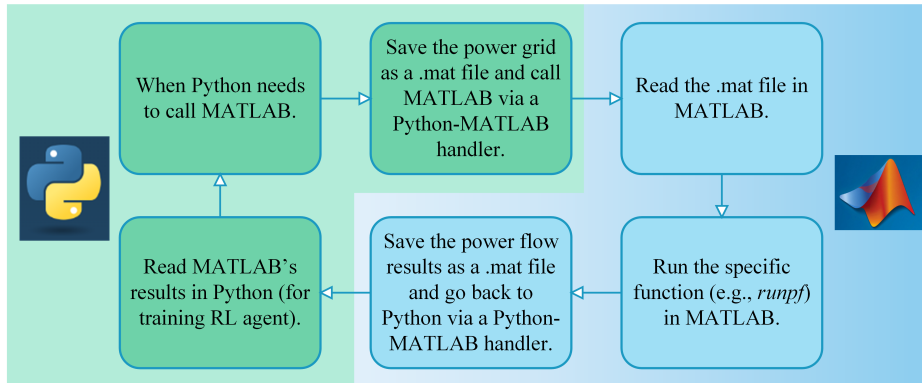 When Python needs
to call MATLAB.
Save the power grid
as a .mat file and call
MATLAB via a
Python-MATLAB
handler.
Read the .mat file in
MATLAB.
Run the specific
function (e.g., runpf)
in MATLAB.
Save the power flow
results as a .mat file
and go back to
Python via a Python-
MATLAB handler.
Read MATLAB’s
results in Python (for
training RL agent).